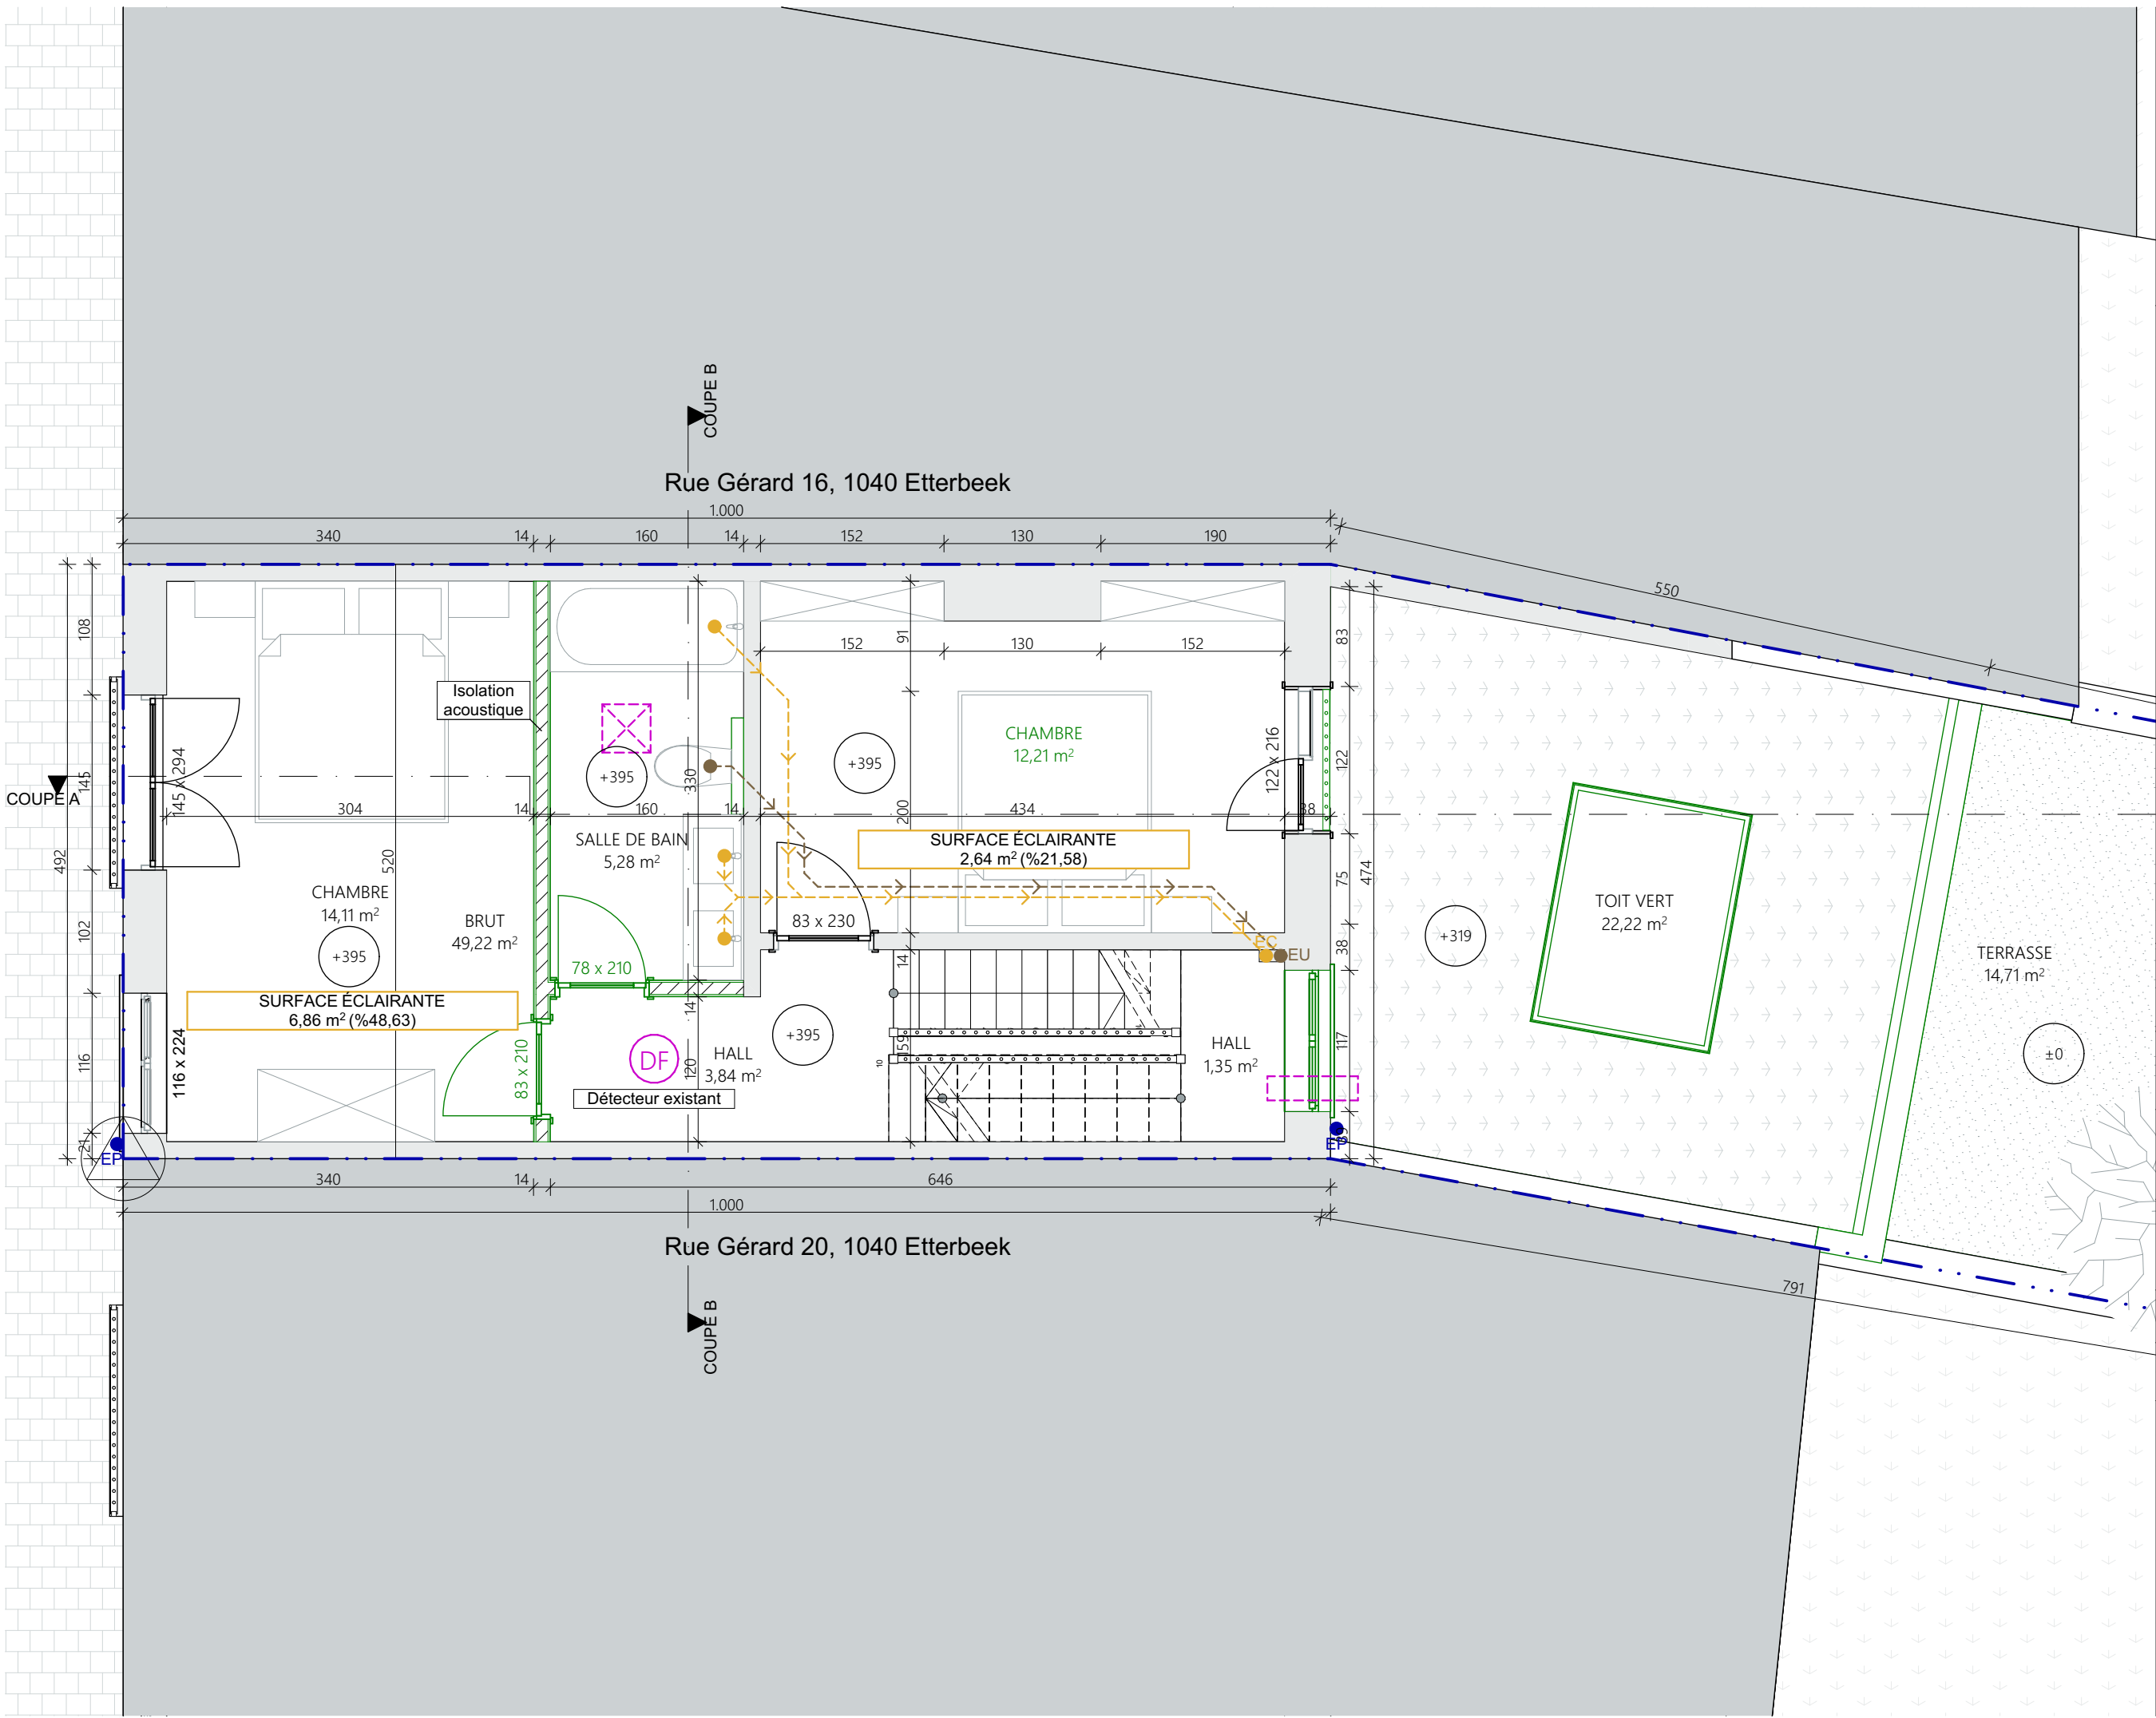 COUPE B
Rue Gérard 16, 1040 Etterbeek
1.000
340
14
160
14
152
130
190
550
108
145
102
116
21
492
COUPE A
145 x 294
116 x 224
Isolation
acoustique
304
14
160
14
434
38
520
CHAMBRE
14,11 m²
+395
BRUT
49,22 m²
SURFACE ÉCLAIRANTE
6,86 m² (%48,63)
83 x 210
+395
330
SALLE DE BAIN
5,28 m²
78 x 210
14
120
DF
HALL
3,84 m²
Détecteur existant
91
152
130
152
+395
200
CHAMBRE
12,21 m²
122 x 216
SURFACE ÉCLAIRANTE
2,64 m² (%21,58)
83 x 230
14
159
10
+395
HALL
1,35 m²
EC
EU
83
122
75
38
117
474
EP
EP
+319
TOIT VERT
22,22 m²
TERRASSE
14,71 m²
±0
340
14
646
1.000
791
Rue Gérard 20, 1040 Etterbeek
COUPE B